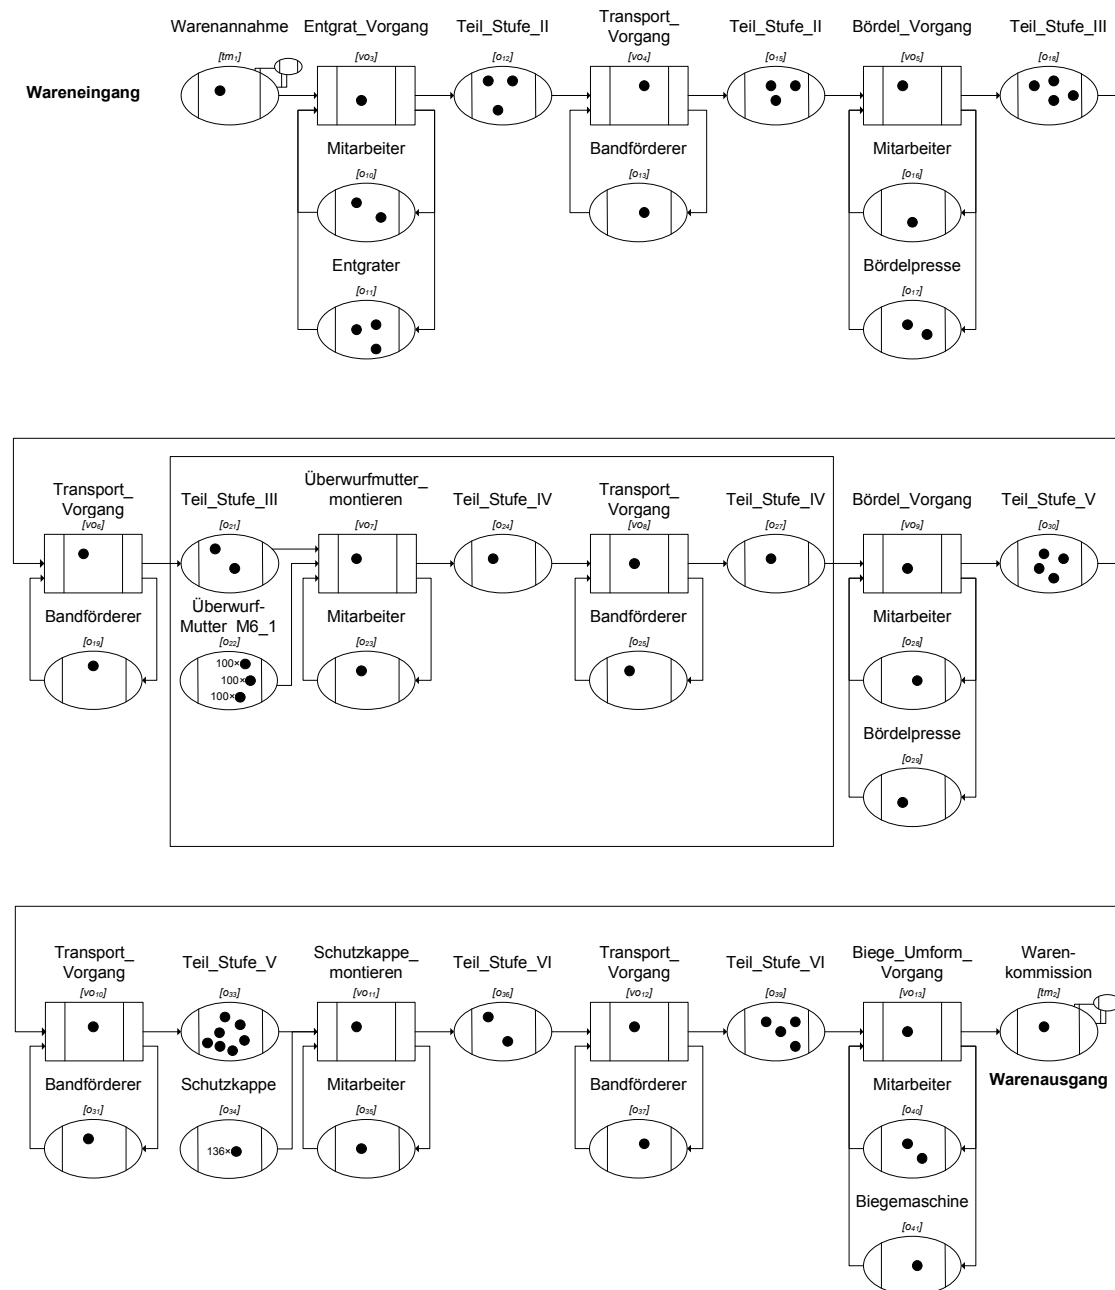 Warenannahme
[tm1]
Wareneingang
Entgrat_Vorgang
[vo3]
Mitarbeiter
[o10]
Entgrater
[o11]
Teil_Stufe_II
[o12]
Transport_
Vorgang
[vo4]
Bandförderer
[o13]
Teil_Stufe_II
[o15]
Bördel_Vorgang
[vo5]
Mitarbeiter
[o16]
Bördelpresse
[o17]
Teil_Stufe_III
[o18]
Transport_
Vorgang
[vo6]
Bandförderer
[o19]
Teil_Stufe_III
[o21]
Überwurf-
Mutter_M6_1
[o22]
100×
100×
100×
Überwurfmutter_
montieren
[vo7]
Mitarbeiter
[o23]
Teil_Stufe_IV
[o24]
Transport_
Vorgang
[vo8]
Bandförderer
[o25]
Teil_Stufe_IV
[o27]
Bördel_Vorgang
[vo9]
Mitarbeiter
[o28]
Bördelpresse
[o29]
Teil_Stufe_V
[o30]
Transport_
Vorgang
[vo10]
Bandförderer
[o31]
Teil_Stufe_V
[o33]
Schutzkappe
[o34]
136×
Schutzkappe_
montieren
[vo11]
Mitarbeiter
[o35]
Teil_Stufe_VI
[o36]
Transport_
Vorgang
[vo12]
Bandförderer
[o37]
Teil_Stufe_VI
[o39]
Biege_Umform_
Vorgang
[vo13]
Mitarbeiter
[o40]
Biegemaschine
[o41]
Waren-
kommission
[tm2]
Warenausgang